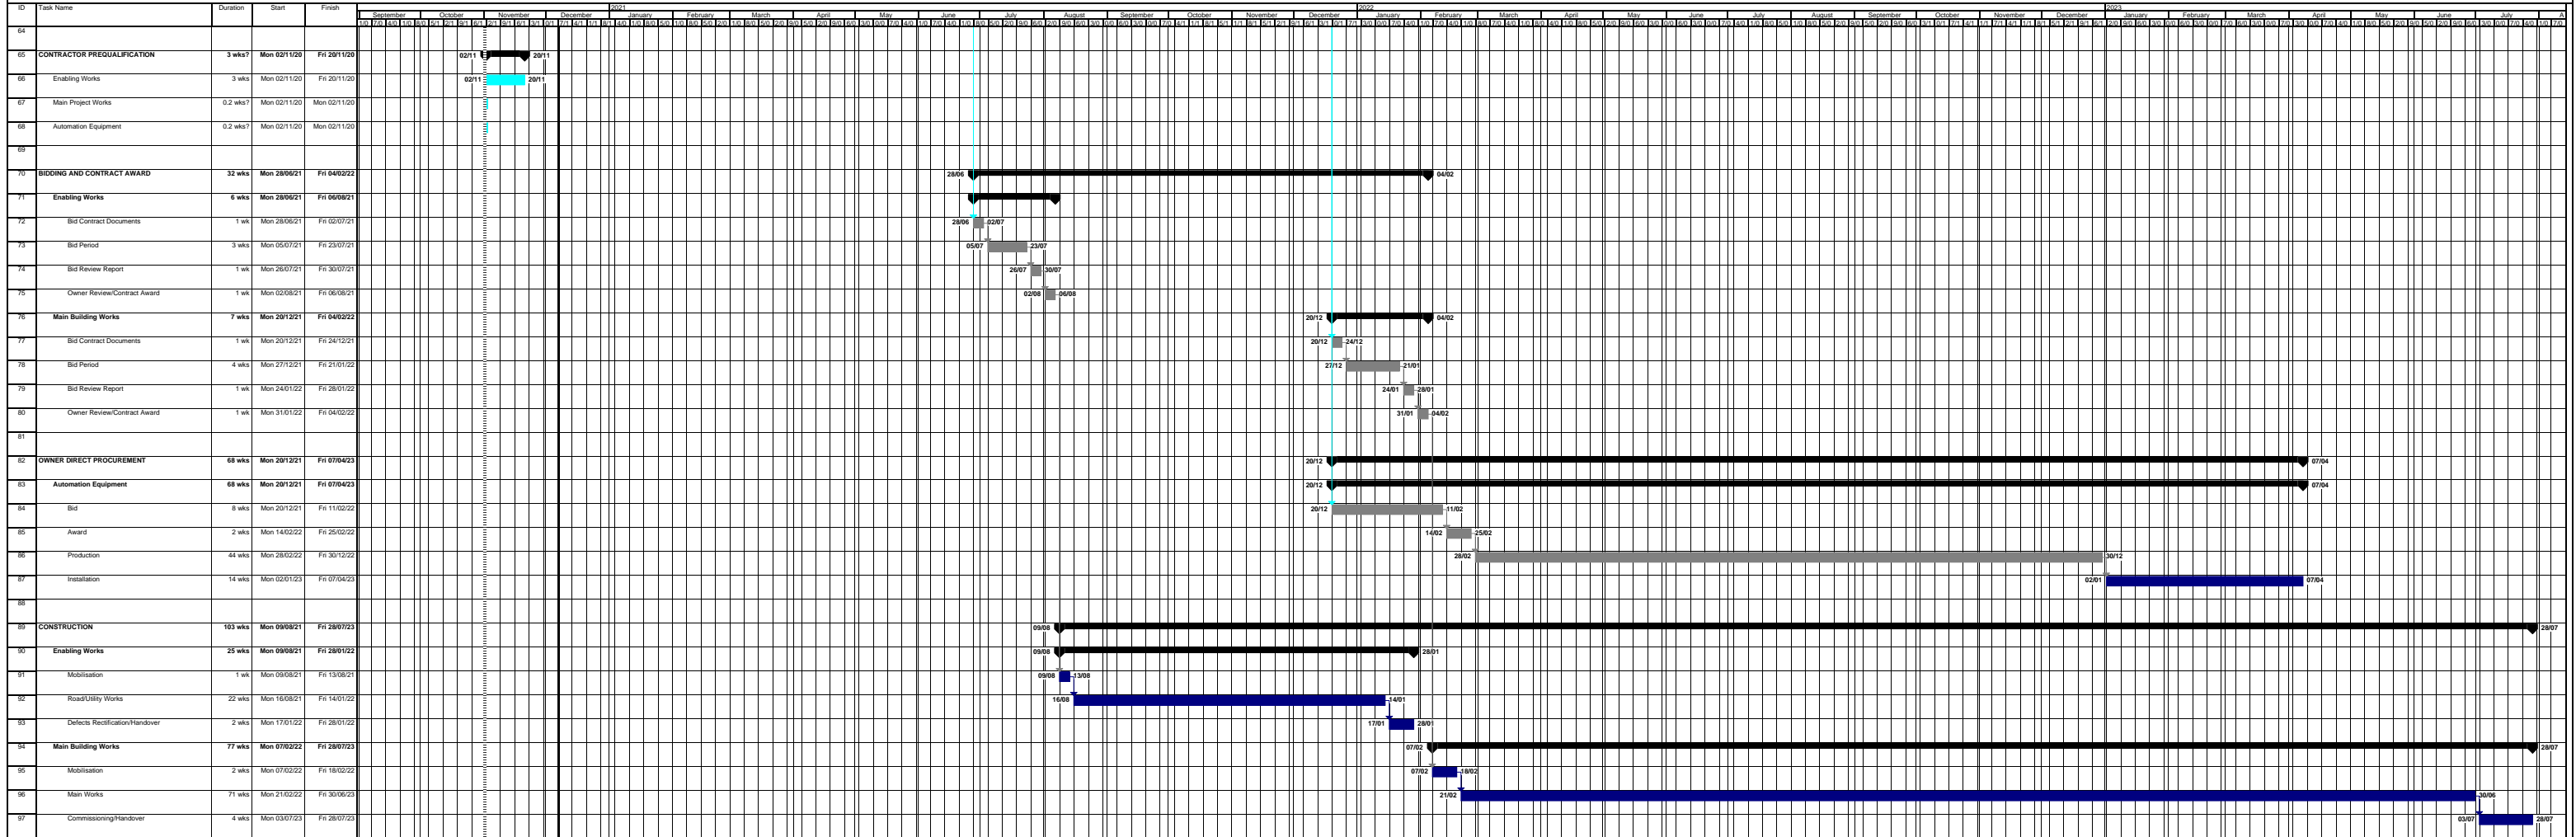 ID Task Name Duration Start Finish
2021 2022 2023
September October November December January February March April May June July August September October November December January February March April May June July August September October November December January February March April May June July A
64
65 CONTRACTOR PREQUALIFICATION 3 wks? Mon 02/11/20 Fri 20/11/20 02/11 20/11
66 Enabling Works 3 wks Mon 02/11/20 Fri 20/11/20 02/11 20/11
67 Main Project Works 0.2 wks? Mon 02/11/20 Mon 02/11/20
68 Automation Equipment 0.2 wks? Mon 02/11/20 Mon 02/11/20
69
70 BIDDING AND CONTRACT AWARD 32 wks Mon 28/06/21 Fri 04/02/22 28/06 04/02
71 Enabling Works 6 wks Mon 28/06/21 Fri 06/08/21
72 Bid Contract Documents 1 wk Mon 28/06/21 Fri 02/07/21 28/06 02/07
73 Bid Period 3 wks Mon 05/07/21 Fri 23/07/21 05/07 23/07
74 Bid Review Report 1 wk Mon 26/07/21 Fri 30/07/21 26/07 30/07
75 Owner Review/Contract Award 1 wk Mon 02/08/21 Fri 06/08/21 02/08 06/08
76 Main Building Works 7 wks Mon 20/12/21 Fri 04/02/22 20/12 04/02
77 Bid Contract Documents 1 wk Mon 20/12/21 Fri 24/12/21 20/12 24/12
78 Bid Period 4 wks Mon 27/12/21 Fri 21/01/22 27/12 21/01
79 Bid Review Report 1 wk Mon 24/01/22 Fri 28/01/22 24/01 28/01
80 Owner Review/Contract Award 1 wk Mon 31/01/22 Fri 04/02/22 31/01 04/02
81
82 OWNER DIRECT PROCUREMENT 68 wks Mon 20/12/21 Fri 07/04/23 20/12 07/04
83 Automation Equipment 68 wks Mon 20/12/21 Fri 07/04/23 20/12 07/04
84 Bid 8 wks Mon 20/12/21 Fri 11/02/22 20/12 11/02
85 Award 2 wks Mon 14/02/22 Fri 25/02/22 14/02 25/02
86 Production 44 wks Mon 28/02/22 Fri 30/12/22 28/02 30/12
87 Installation 14 wks Mon 02/01/23 Fri 07/04/23 02/01 07/04
88
89 CONSTRUCTION 103 wks Mon 09/08/21 Fri 28/07/23 09/08 28/07
90 Enabling Works 25 wks Mon 09/08/21 Fri 28/01/22 09/08 28/01
91 Mobilisation 1 wk Mon 09/08/21 Fri 13/08/21 09/08 13/08
92 Road/Utility Works 22 wks Mon 16/08/21 Fri 14/01/22 16/08 14/01
93 Defects Rectification/Handover 2 wks Mon 17/01/22 Fri 28/01/22 17/01 28/01
94 Main Building Works 77 wks Mon 07/02/22 Fri 28/07/23 07/02 28/07
95 Mobilisation 2 wks Mon 07/02/22 Fri 18/02/22 07/02 18/02
96 Main Works 71 wks Mon 21/02/22 Fri 30/06/23 21/02 30/06
97 Commissioning/Handover 4 wks Mon 03/07/23 Fri 28/07/23 03/07 28/07